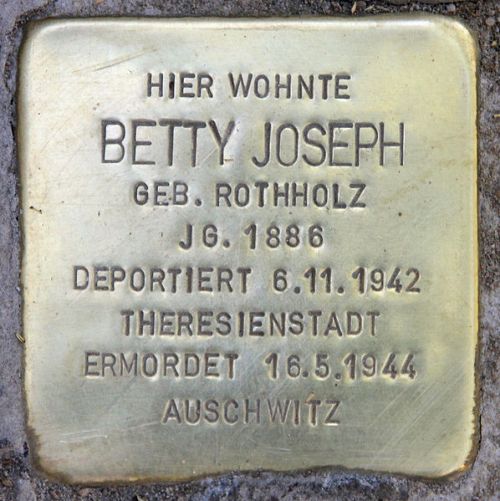 HIER WOHNTE
BETTY JOSEPH
GEB. ROTHHOLZ
JG. 1886
DEPORTIERT 6.11.1942
THERESIENSTADT
ERMORDET 16.5.1944
AUSCHWITZ